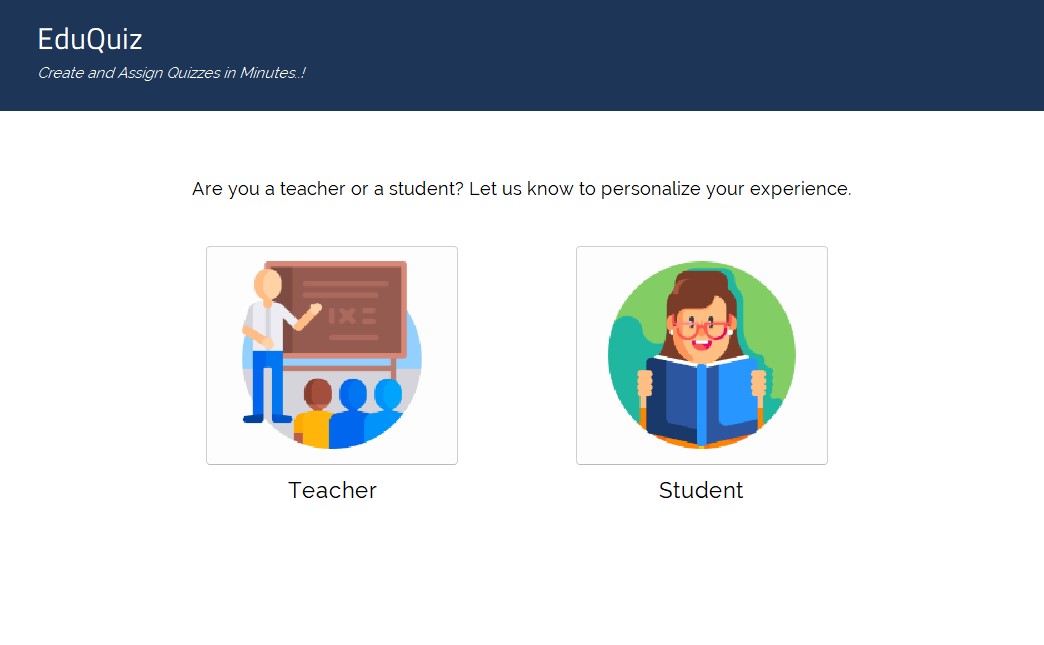 EduQuiz
Create and Assign Quizzes in Minutes..!
Are you a teacher or a student? Let us know to personalize your experience.
Teacher
Student